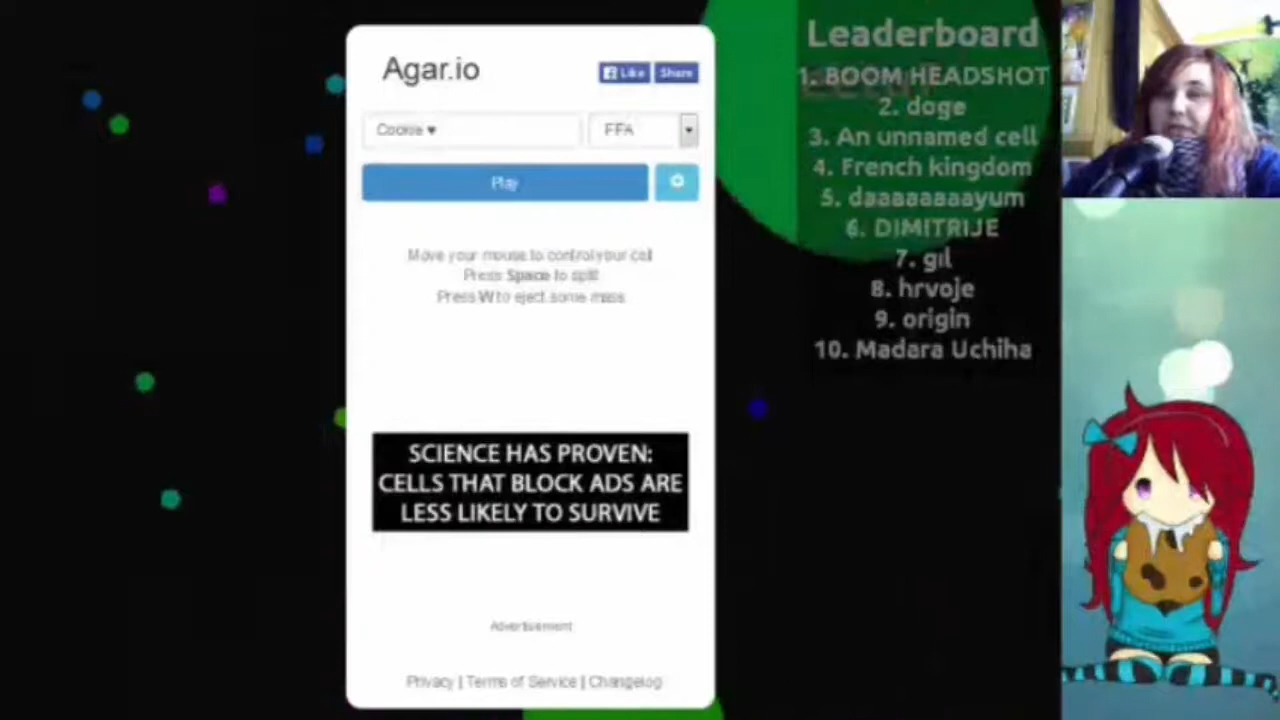 Agar.io
Like
Share
Cookie ♥
FFA
Play
Move your mouse to control your cell
Press Space to split
Press W to eject some mass
SCIENCE HAS PROVEN:
CELLS THAT BLOCK ADS ARE
LESS LIKELY TO SURVIVE
Advertisement
Privacy | Terms of Service | Changelog
Leaderboard
1. BOOM HEADSHOT
2. doge
3. An unnamed cell
4. French kingdom
5. daaaaaaaayum
6. DIMITRIJE
7. gil
8. hrvoje
9. origin
10. Madara Uchiha